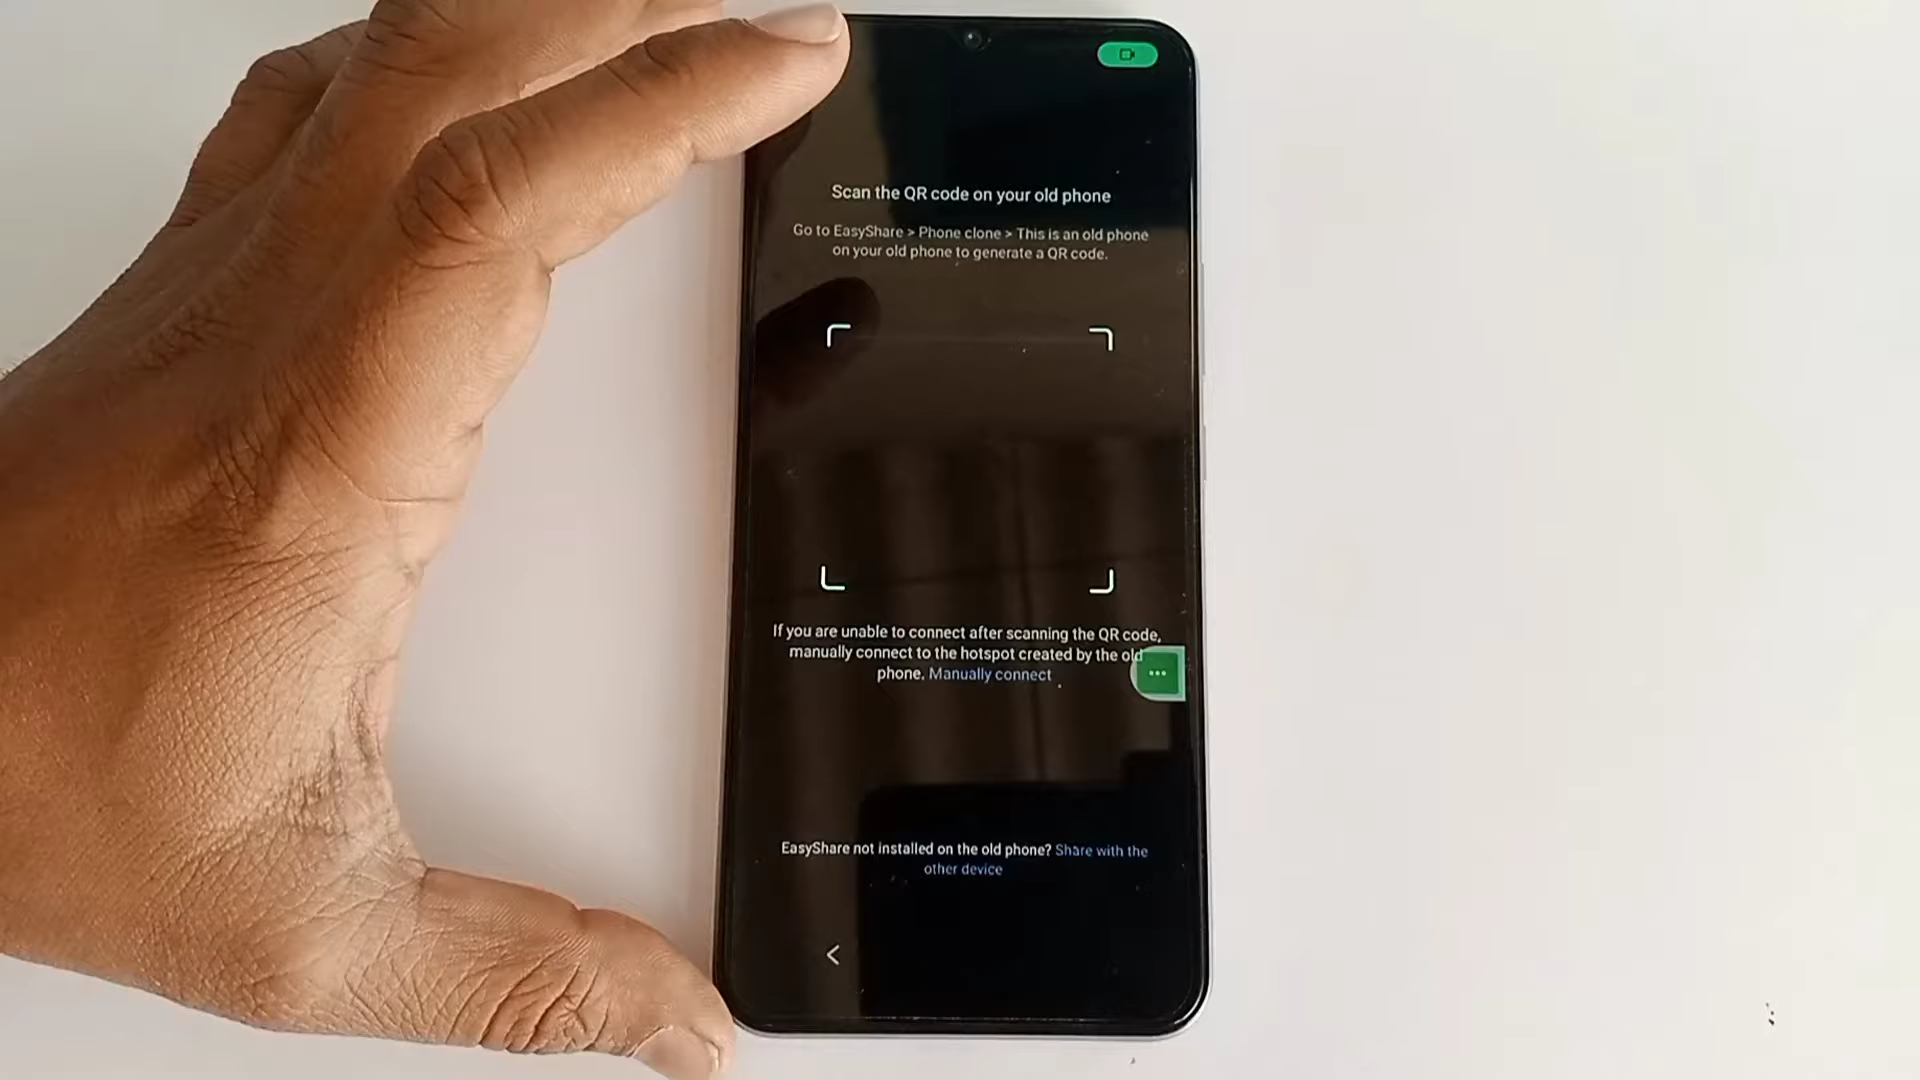 Scan the QR code on your old phone
Go to EasyShare > Phone clone > This is an old phone
on your old phone to generate a QR code.
If you are unable to connect after scanning the QR code,
manually connect to the hotspot created by the old
phone. Manually connect
EasyShare not installed on the old phone? Share with the
other device